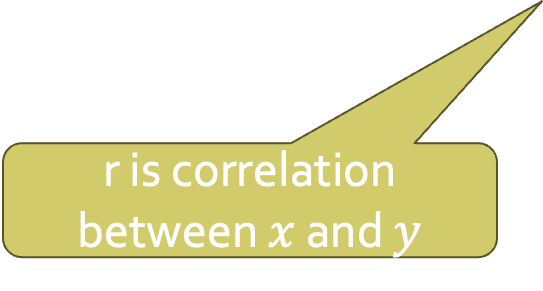 r is correlation
between 𝑥 and 𝑦